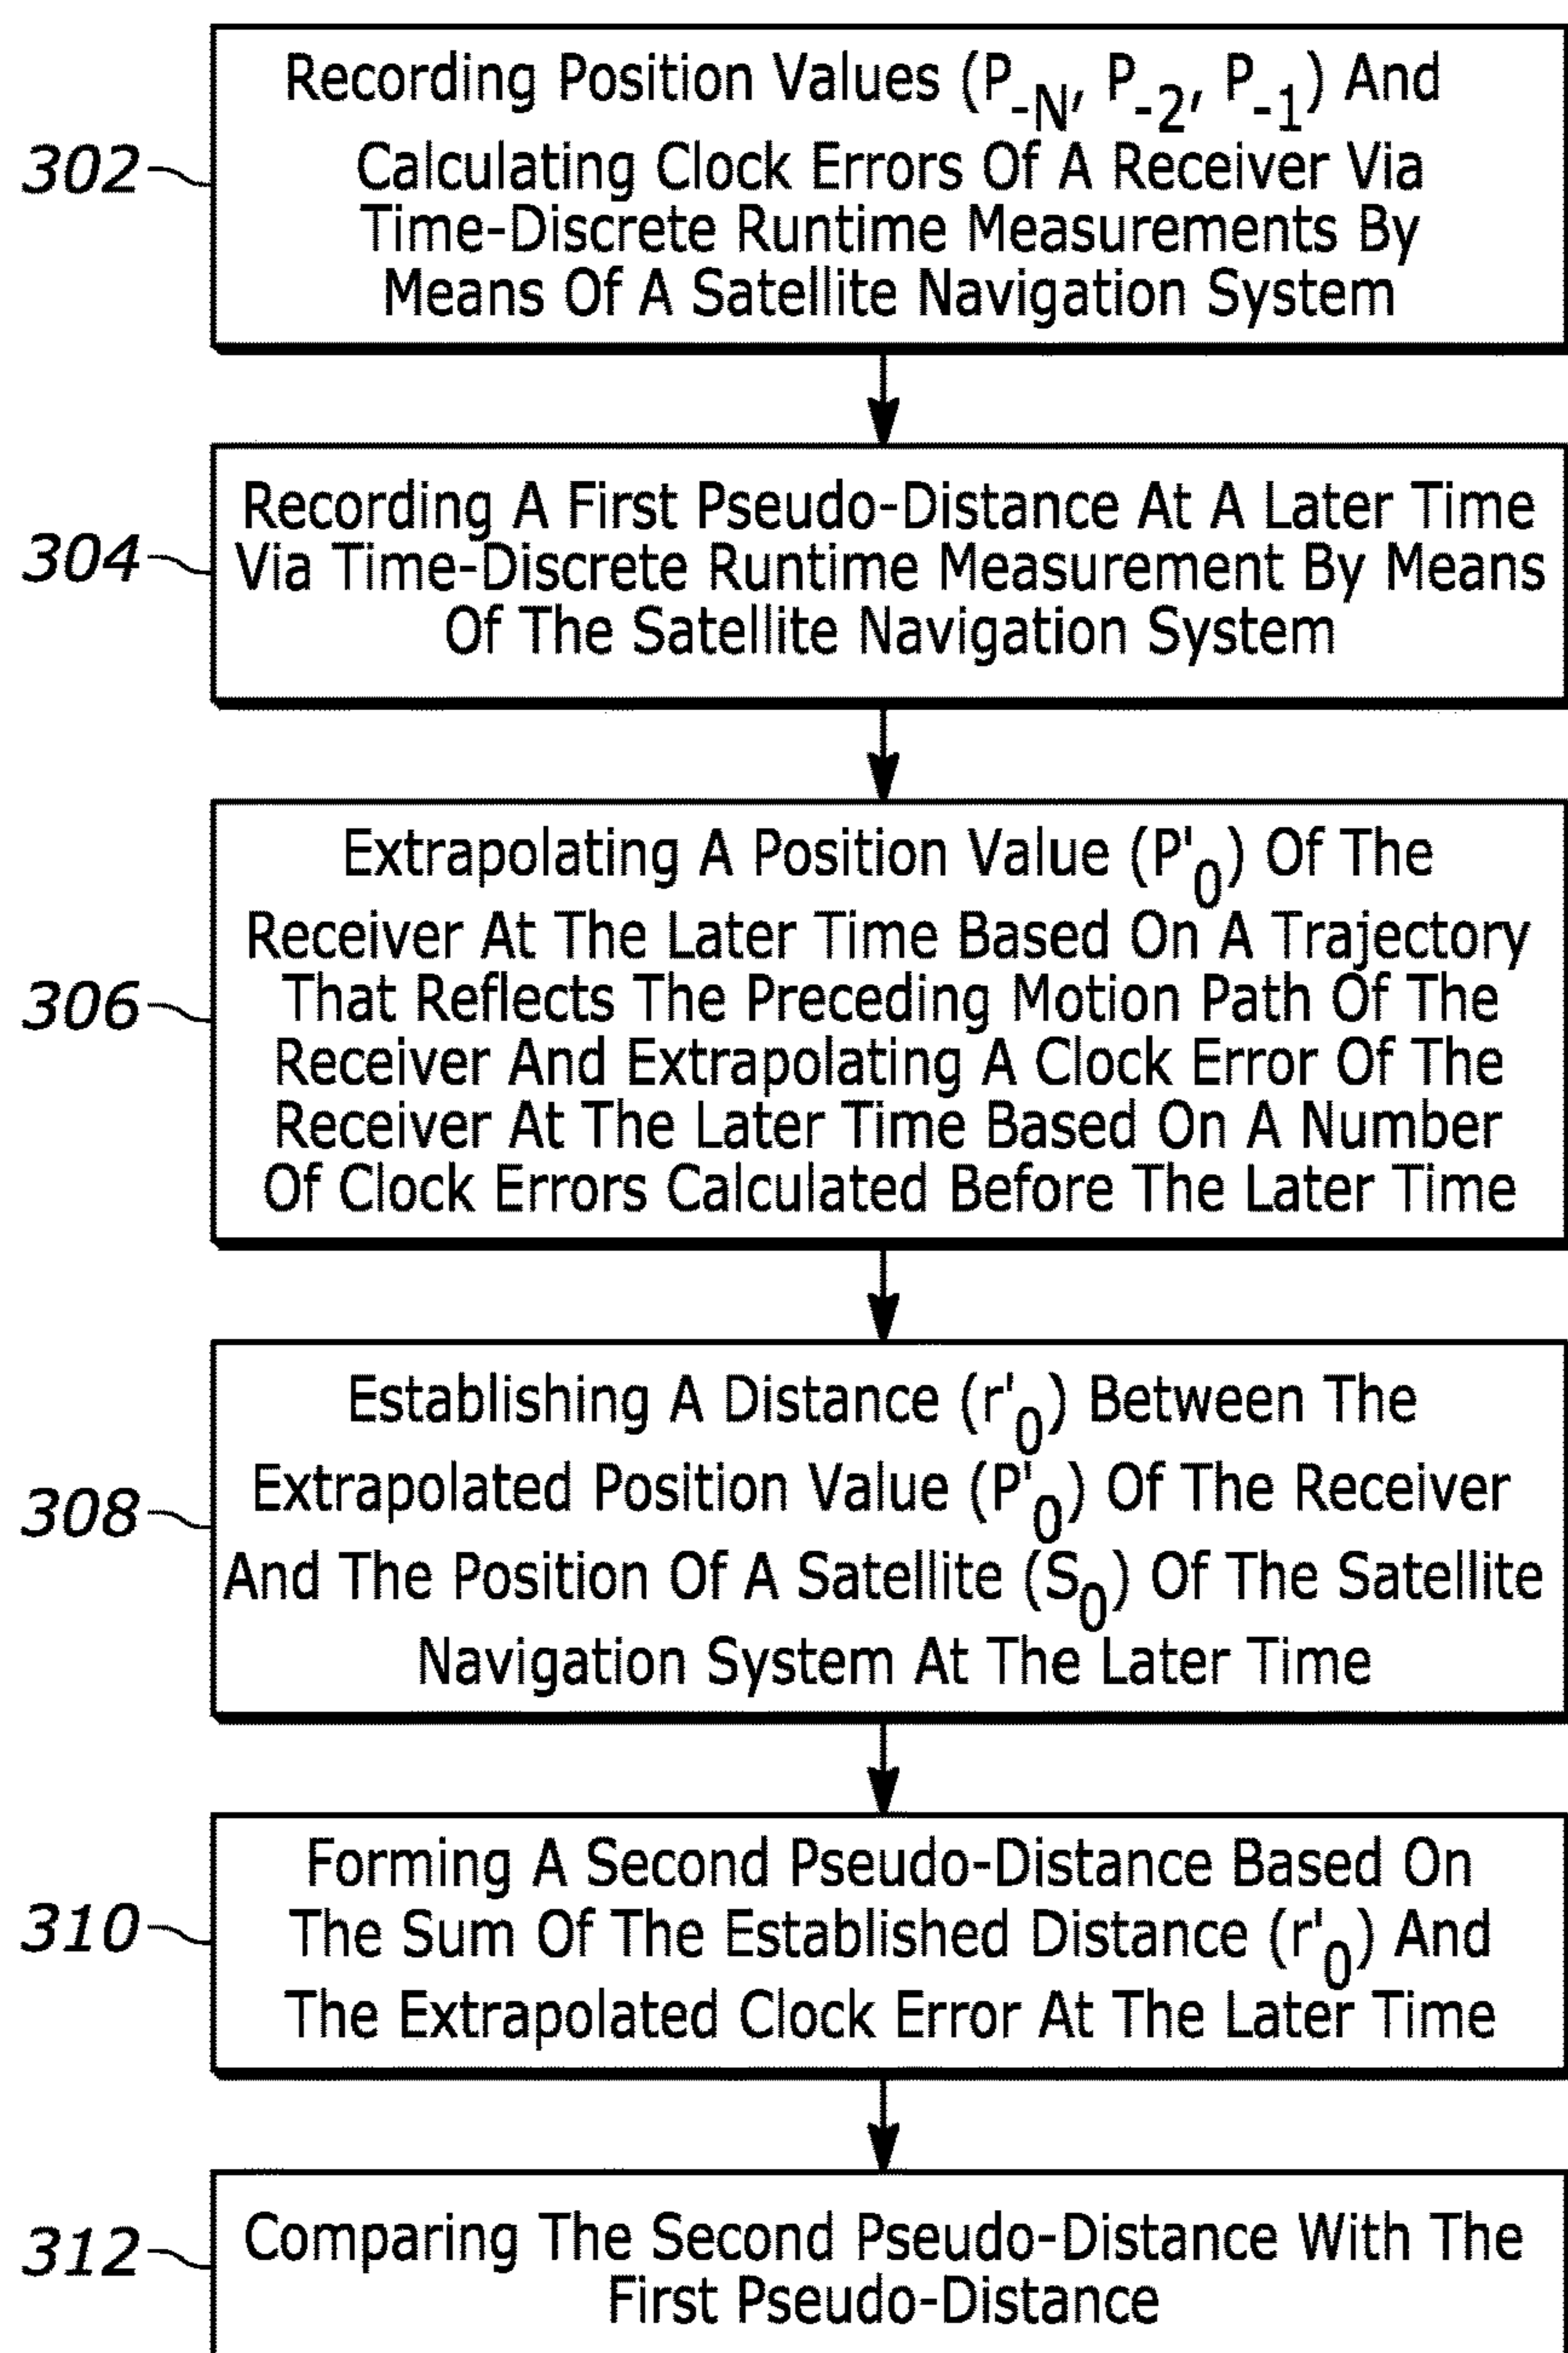 Recording Position Values (P-N, P-2, P-1) And
302
Calculating Clock Errors Of A Receiver Via
Time-Discrete Runtime Measurements By
Means Of A Satellite Navigation System
Recording A First Pseudo-Distance At A Later Time
304
Via Time-Discrete Runtime Measurement By Means
Of The Satellite Navigation System
Extrapolating A Position Value (P'0) Of The
Receiver At The Later Time Based On A Trajectory
306
That Reflects The Preceding Motion Path Of The
Receiver And Extrapolating A Clock Error Of The
Receiver At The Later Time Based On A Number
Of Clock Errors Calculated Before The Later Time
Establishing A Distance (r'0) Between The
Extrapolated Position Value (P'0) Of The Receiver
308
And The Position Of A Satellite (S0) Of The Satellite
Navigation System At The Later Time
Forming A Second Pseudo-Distance Based On
310
The Sum Of The Established Distance (r'0) And
The Extrapolated Clock Error At The Later Time
312
Comparing The Second Pseudo-Distance With The
First Pseudo-Distance